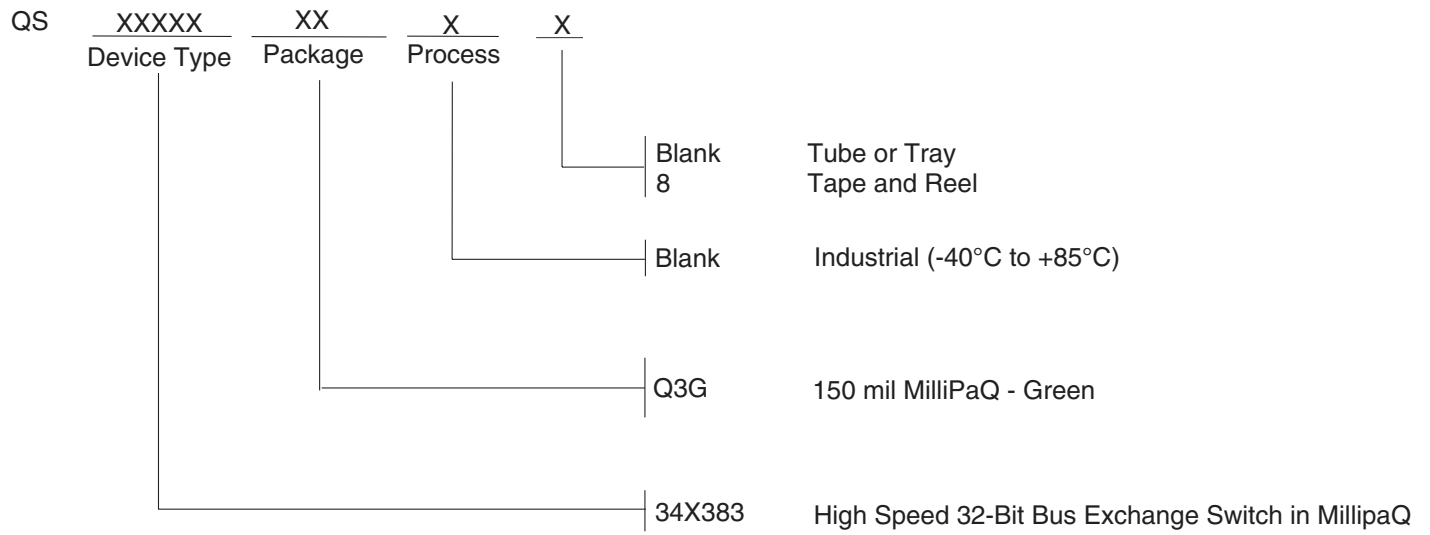 QS XXXXX XX X X
Device Type Package Process
Blank Tube or Tray
8 Tape and Reel
Blank Industrial (-40°C to +85°C)
Q3G 150 mil MilliPaQ - Green
34X383 High Speed 32-Bit Bus Exchange Switch in MillipaQ